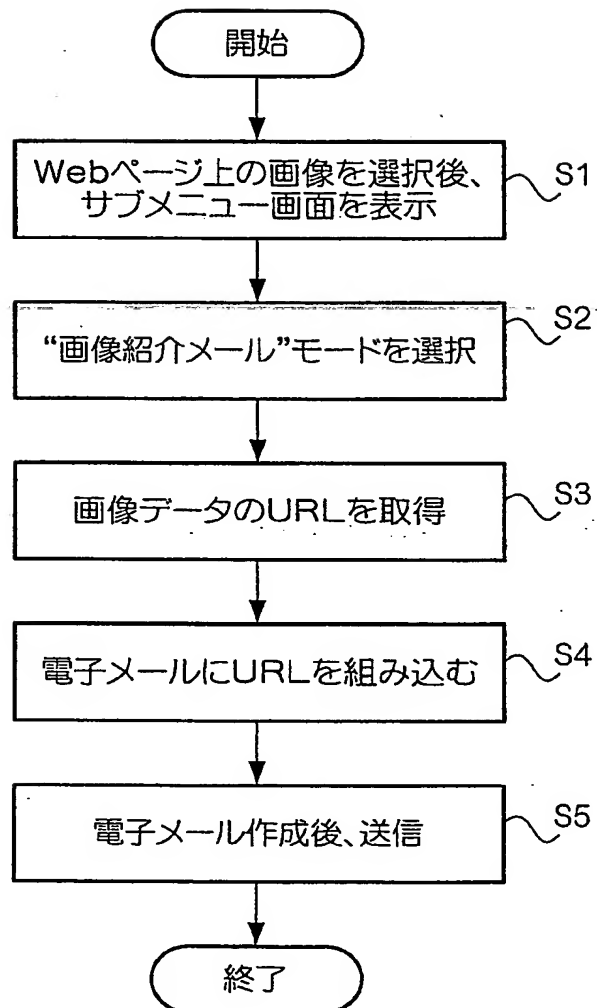 開始
Webページ上の画像を選択後、
サブメニュー画面を表示
S1
“画像紹介メール”モードを選択
S2
画像データのURLを取得
S3
電子メールにURLを組み込む
S4
電子メール作成後、送信
S5
終了